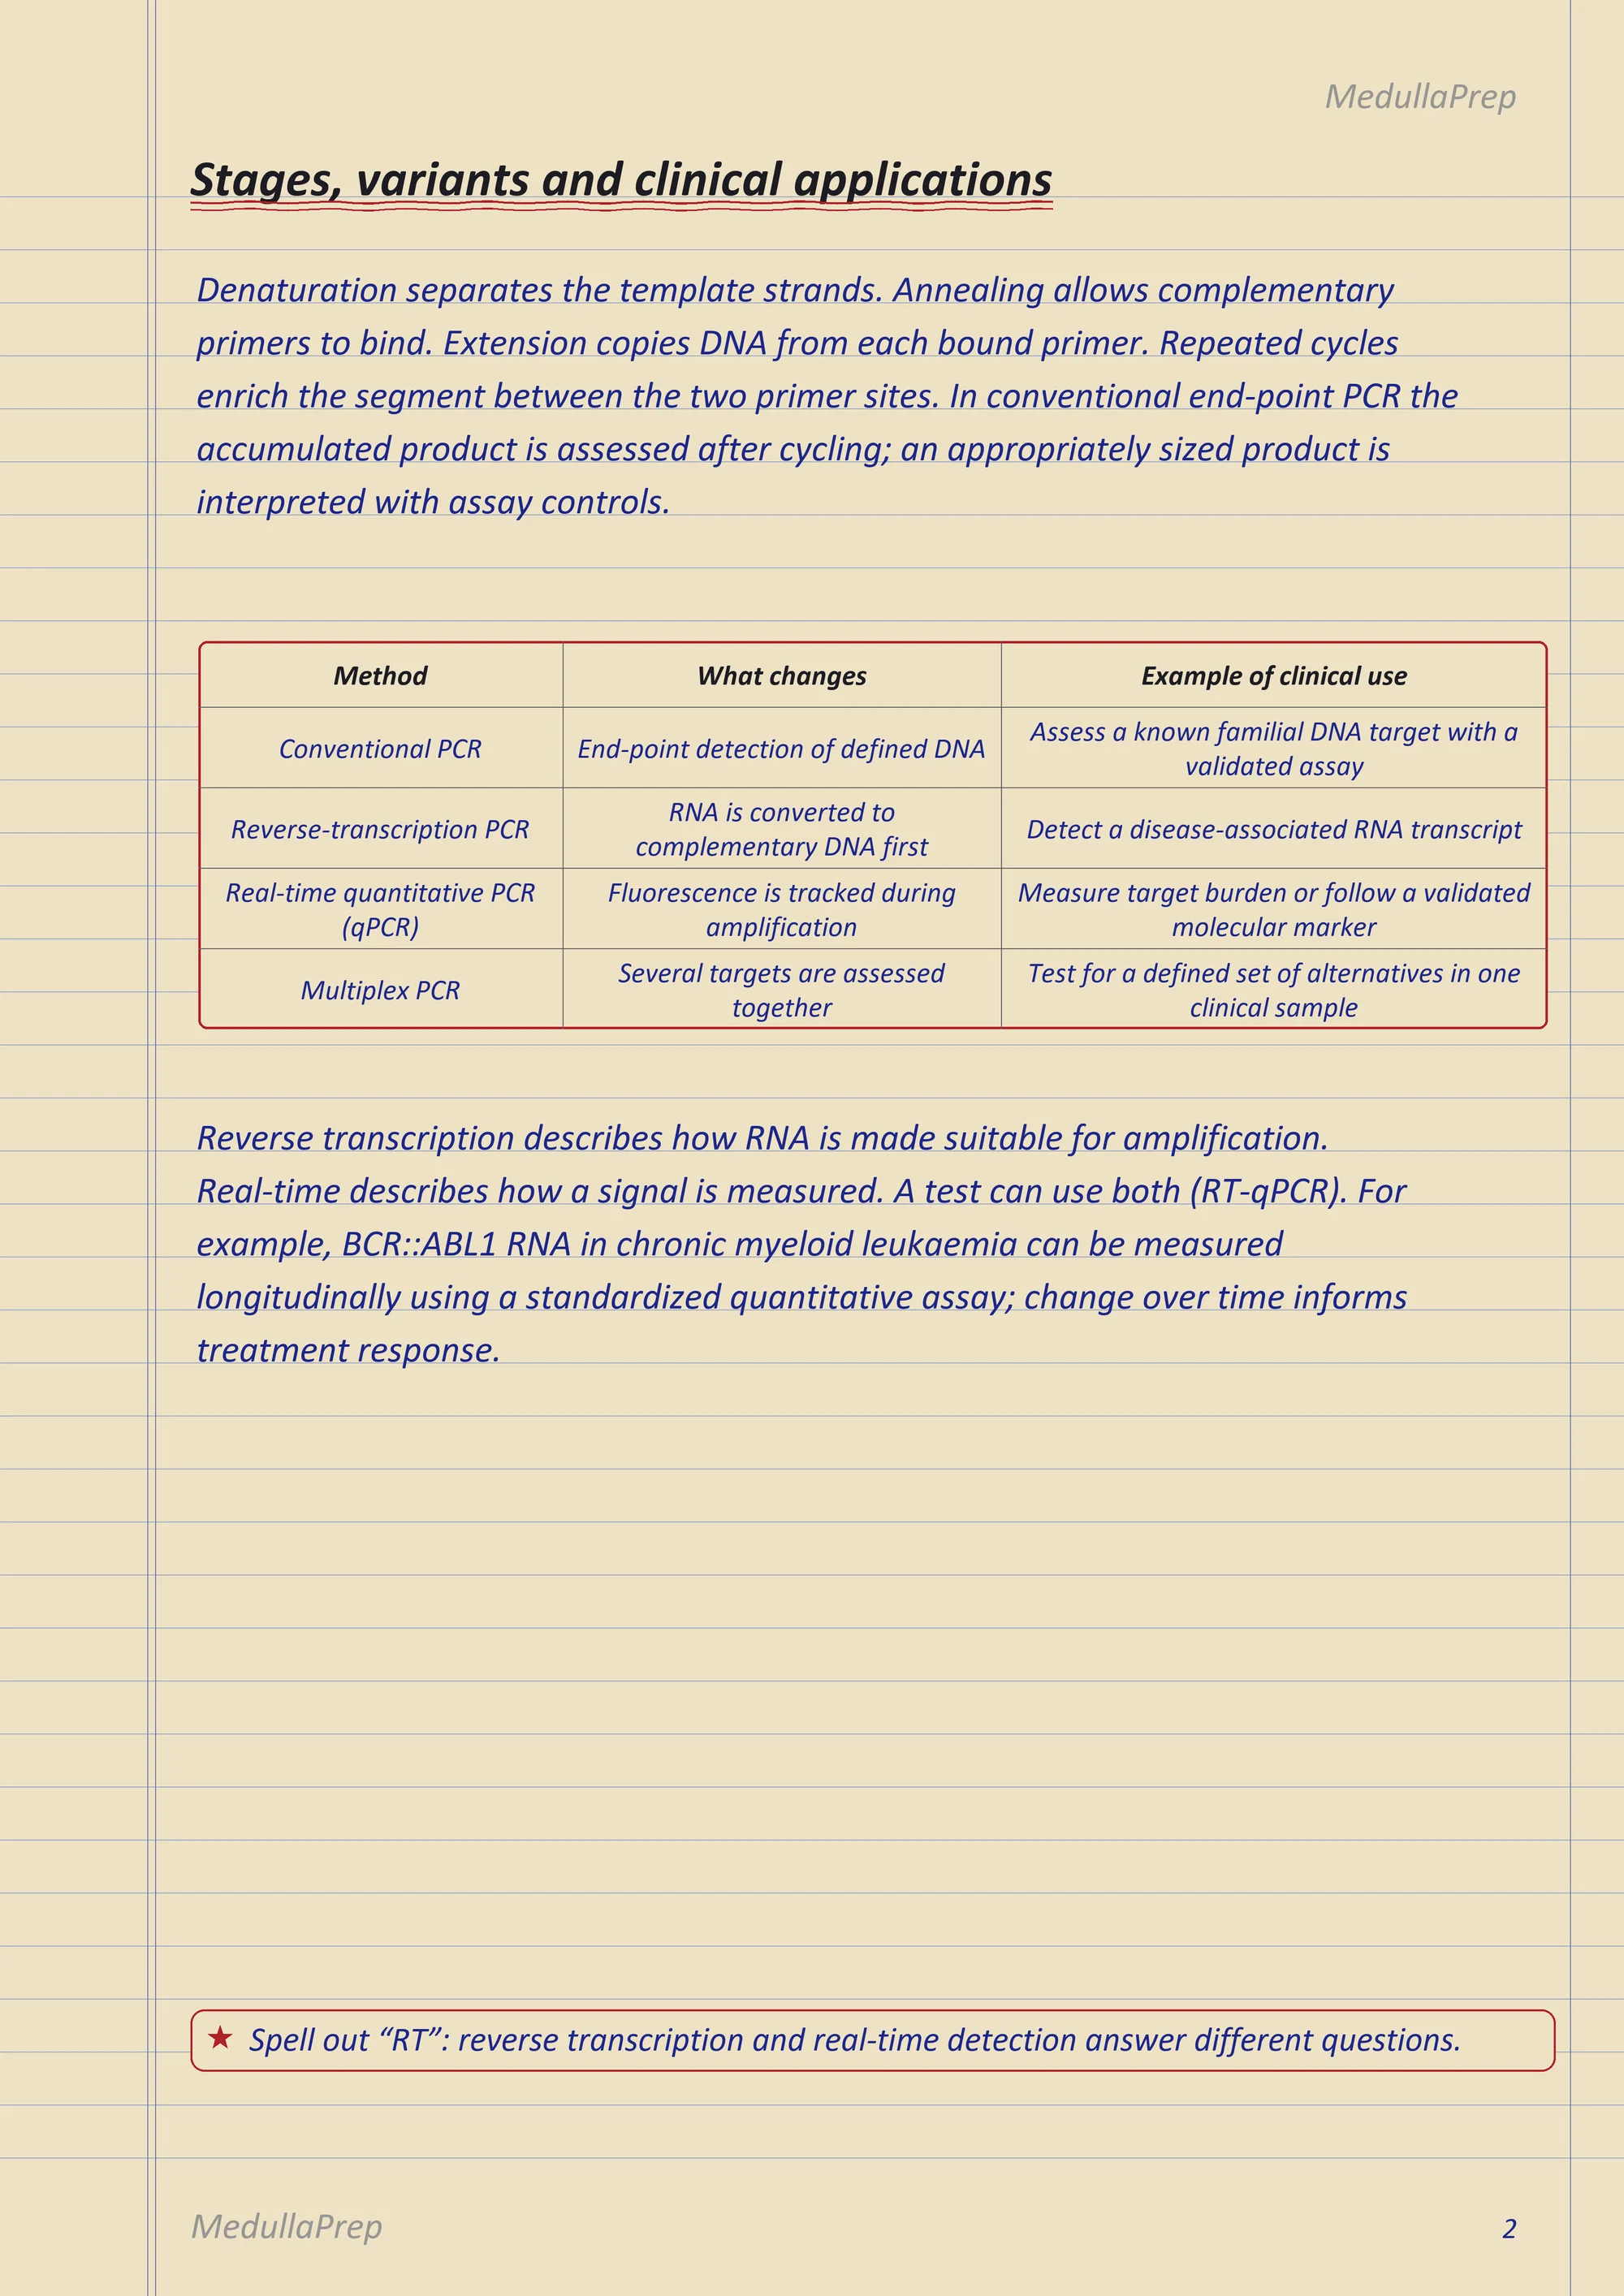 MedullaPrep
Stages, variants and clinical applications
Denaturation separates the template strands. Annealing allows complementary
primers to bind. Extension copies DNA from each bound primer. Repeated cycles
enrich the segment between the two primer sites. In conventional end-point PCR the
accumulated product is assessed after cycling; an appropriately sized product is
interpreted with assay controls.
Method What changes Example of clinical use
Conventional PCR End-point detection of defined DNA Assess a known familial DNA target with a
validated assay
Reverse-transcription PCR RNA is converted to
complementary DNA first Detect a disease-associated RNA transcript
Real-time quantitative PCR
(qPCR) Fluorescence is tracked during
amplification Measure target burden or follow a validated
molecular marker
Multiplex PCR Several targets are assessed
together Test for a defined set of alternatives in one
clinical sample
Reverse transcription describes how RNA is made suitable for amplification.
Real-time describes how a signal is measured. A test can use both (RT-qPCR). For
example, BCR::ABL1 RNA in chronic myeloid leukaemia can be measured
longitudinally using a standardized quantitative assay; change over time informs
treatment response.
★ Spell out “RT”: reverse transcription and real-time detection answer different questions.
MedullaPrep 2